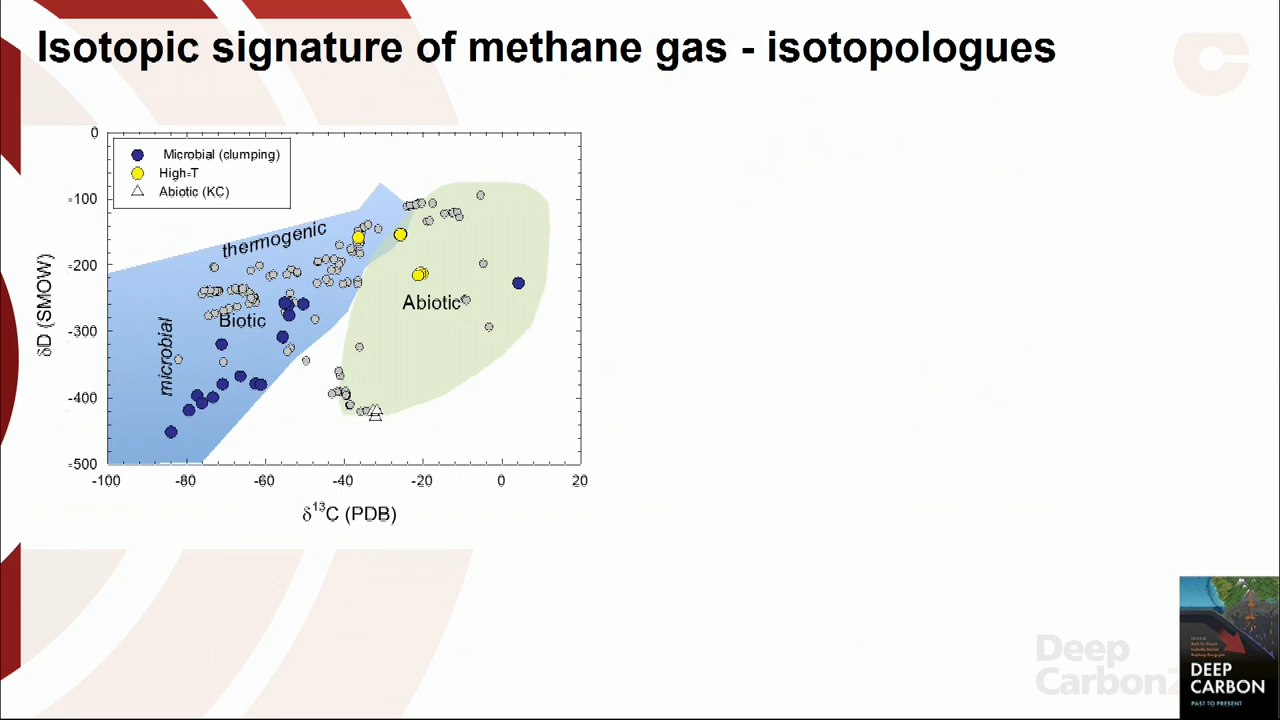 Isotopic signature of methane gas - isotopologues
0
Microbial (clumping)
High-T
Abiotic (KC)
-100
thermogenic
-200
δD (SMOW)
Abiotic
Biotic
-300
microbial
-400
-500
-100 -80 -60 -40 -20 0 20
δ13C (PDB)
Deep
Carbon
DEEP
CARBON
PAST TO PRESENT